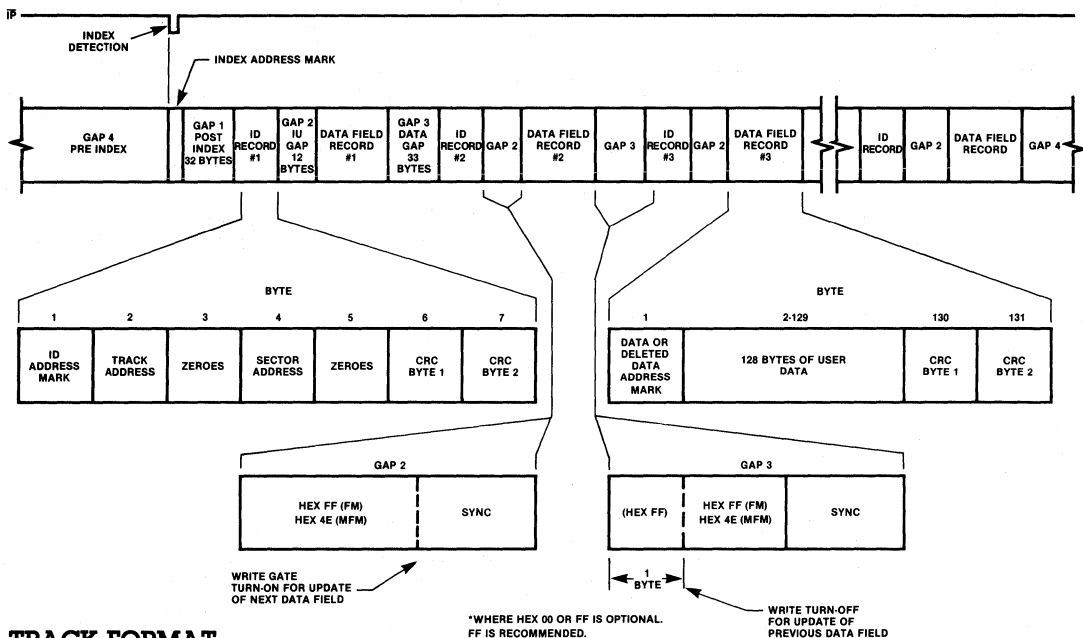 IP
INDEX
DETECTION
INDEX ADDRESS MARK
GAP 4
PRE INDEX
GAP 1
POST
INDEX
32 BYTES
ID
RECORD
#1
GAP 2
IU
GAP
12
BYTES
DATA FIELD
RECORD
#1
GAP 3
DATA
GAP
33
BYTES
ID
RECORD
#2
GAP 2
DATA FIELD
RECORD
#2
GAP 3
ID
RECORD
#3
GAP 2
DATA FIELD
RECORD
#3
ID
RECORD
GAP 2
DATA FIELD
RECORD
GAP 4
BYTE
1 2 3 4 5 6 7
ID
ADDRESS
MARK
TRACK
ADDRESS
ZEROES
SECTOR
ADDRESS
ZEROES
CRC
BYTE 1
CRC
BYTE 2
BYTE
1 2-129 130 131
DATA OR
DELETED
DATA
ADDRESS
MARK
128 BYTES OF USER
DATA
CRC
BYTE 1
CRC
BYTE 2
GAP 2
HEX FF (FM)
HEX 4E (MFM)
SYNC
WRITE GATE
TURN-ON FOR UPDATE
OF NEXT DATA FIELD
GAP 3
(HEX FF)
HEX FF (FM)
HEX 4E (MFM)
SYNC
1
BYTE
WRITE TURN-OFF
FOR UPDATE OF
PREVIOUS DATA FIELD
*WHERE HEX 00 OR FF IS OPTIONAL.
FF IS RECOMMENDED.
TRACK FORMAT